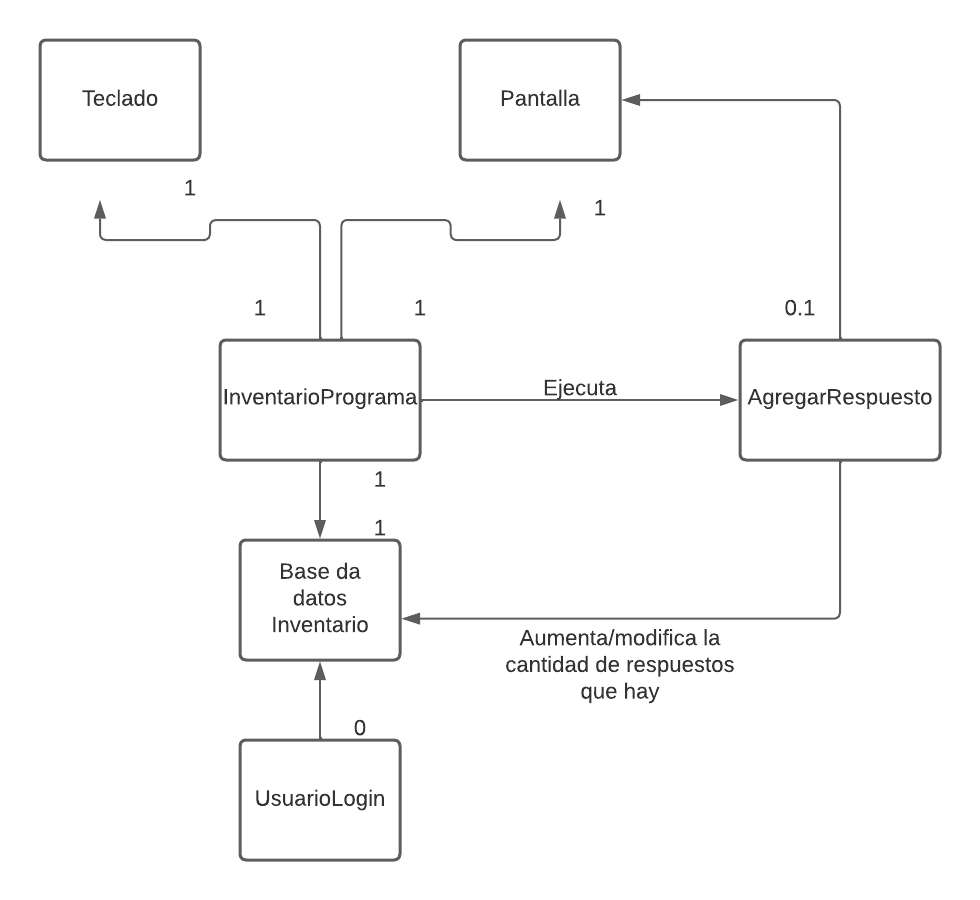 Teclado
Pantalla
1
1
1
1
0.1
InventarioPrograma
Ejecuta
AgregarRespuesto
1
1
Base da
datos
Inventario
Aumenta/modifica la
cantidad de respuestos
que hay
0
UsuarioLogin